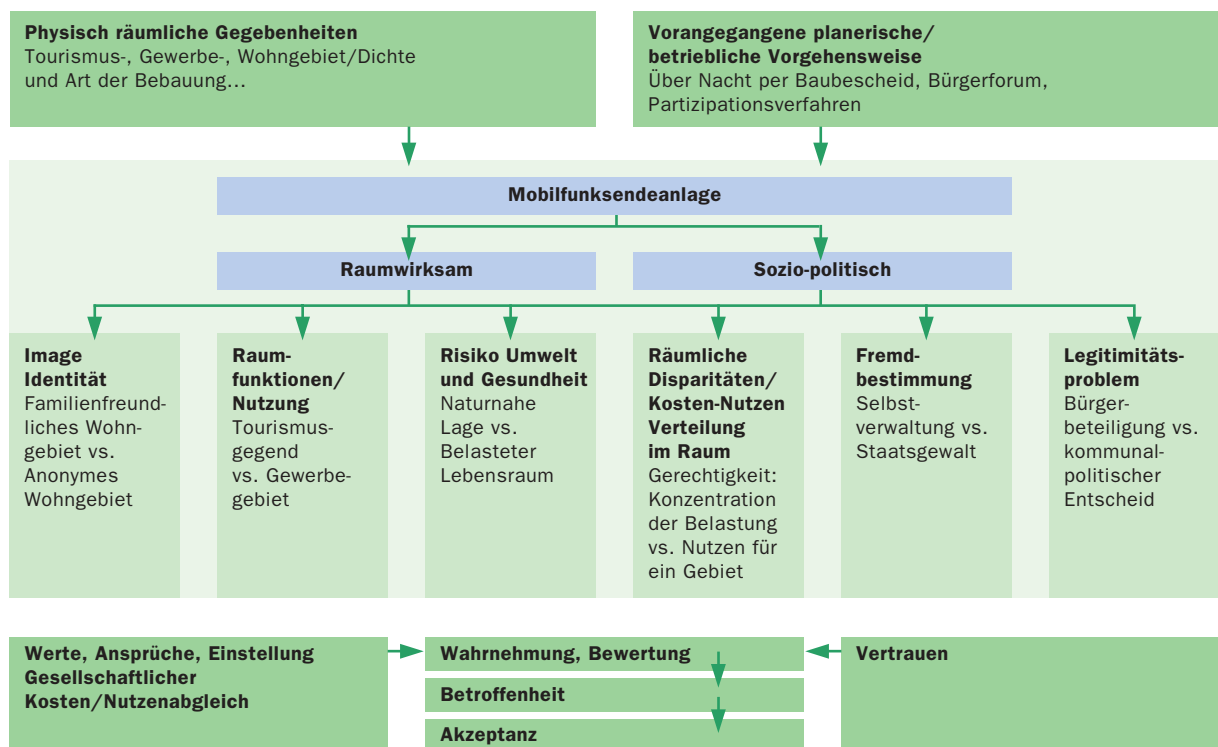 Physisch räumliche Gegebenheiten
Tourismus-, Gewerbe-, Wohngebiet/Dichte
und Art der Bebauung...
Vorangegangene planerische/
betriebliche Vorgehensweise
Über Nacht per Baubescheid, Bürgerforum,
Partizipationsverfahren
Mobilfunksendeanlage
Raumwirksam
Sozio-politisch
Image
Identität
Familienfreund-
liches Wohn-
gebiet vs.
Anonymes
Wohngebiet
Raum-
funktionen/
Nutzung
Tourismus-
gegend
vs. Gewerbe-
gebiet
Risiko Umwelt
und Gesundheit
Naturnahe
Lage vs.
Belasteter
Lebensraum
Räumliche
Disparitäten/
Kosten-Nutzen
Verteilung
im Raum
Gerechtigkeit:
Konzentration
der Belastung
vs. Nutzen für
ein Gebiet
Fremd-
bestimmung
Selbst-
verwaltung vs.
Staatsgewalt
Legitimitäts-
problem
Bürger-
beteiligung vs.
kommunal-
politischer
Entscheid
Werte, Ansprüche, Einstellung
Gesellschaftlicher
Kosten/Nutzenabgleich
Wahrnehmung, Bewertung
Betroffenheit
Akzeptanz
Vertrauen